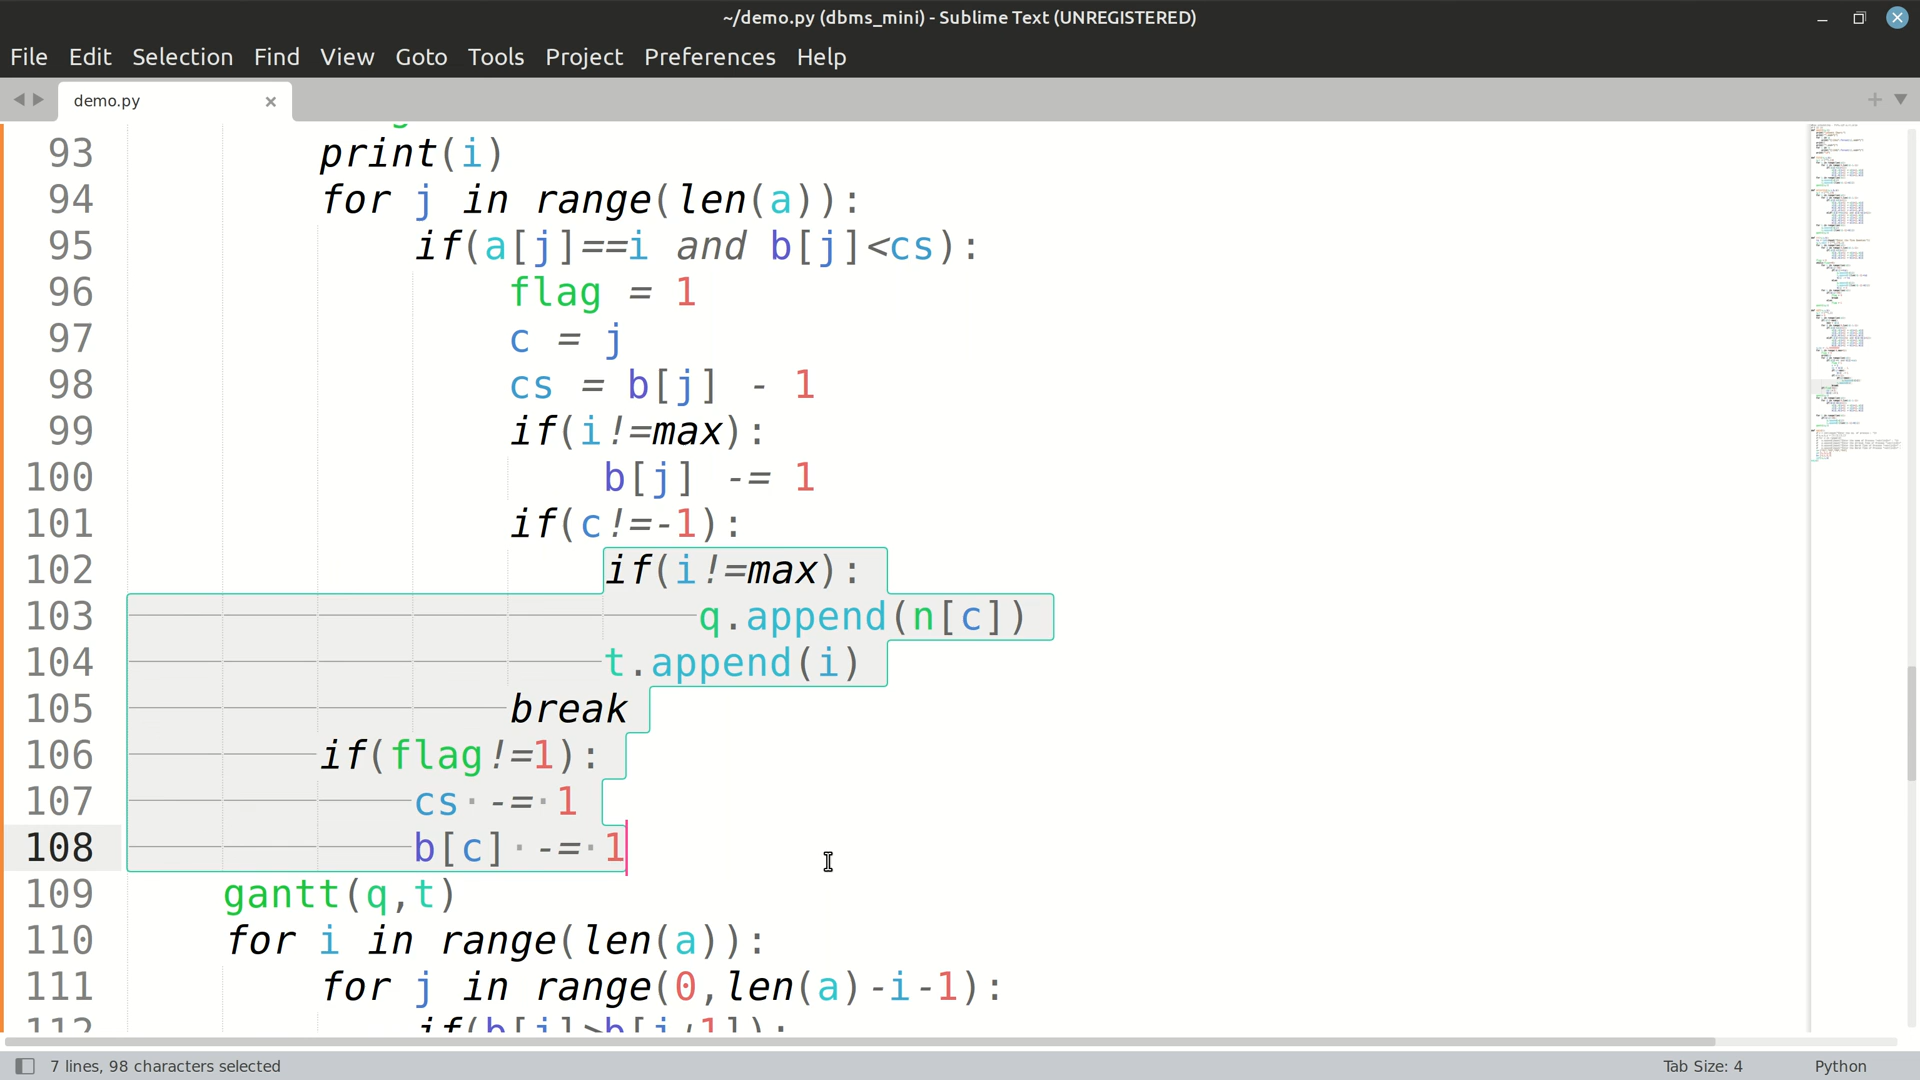 ~/demo.py (dbms_mini) - Sublime Text (UNREGISTERED)
File Edit Selection Find View Goto Tools Project Preferences Help
demo.py
93 print(i)
94 for j in range(len(a)):
95 if(a[j]==i and b[j]<cs):
96 flag = 1
97 c = j
98 cs = b[j] - 1
99 if(i!=max):
100 b[j] -= 1
101 if(c!=-1):
102 if(i!=max):
103 q.append(n[c])
104 t.append(i)
105 break
106 if(flag!=1):
107 cs -= 1
108 b[c] -= 1
109 gantt(q,t)
110 for i in range(len(a)):
111 for j in range(0,len(a)-i-1):
112 if(b[j]>b[j+1]):
7 lines, 98 characters selected Tab Size: 4 Python